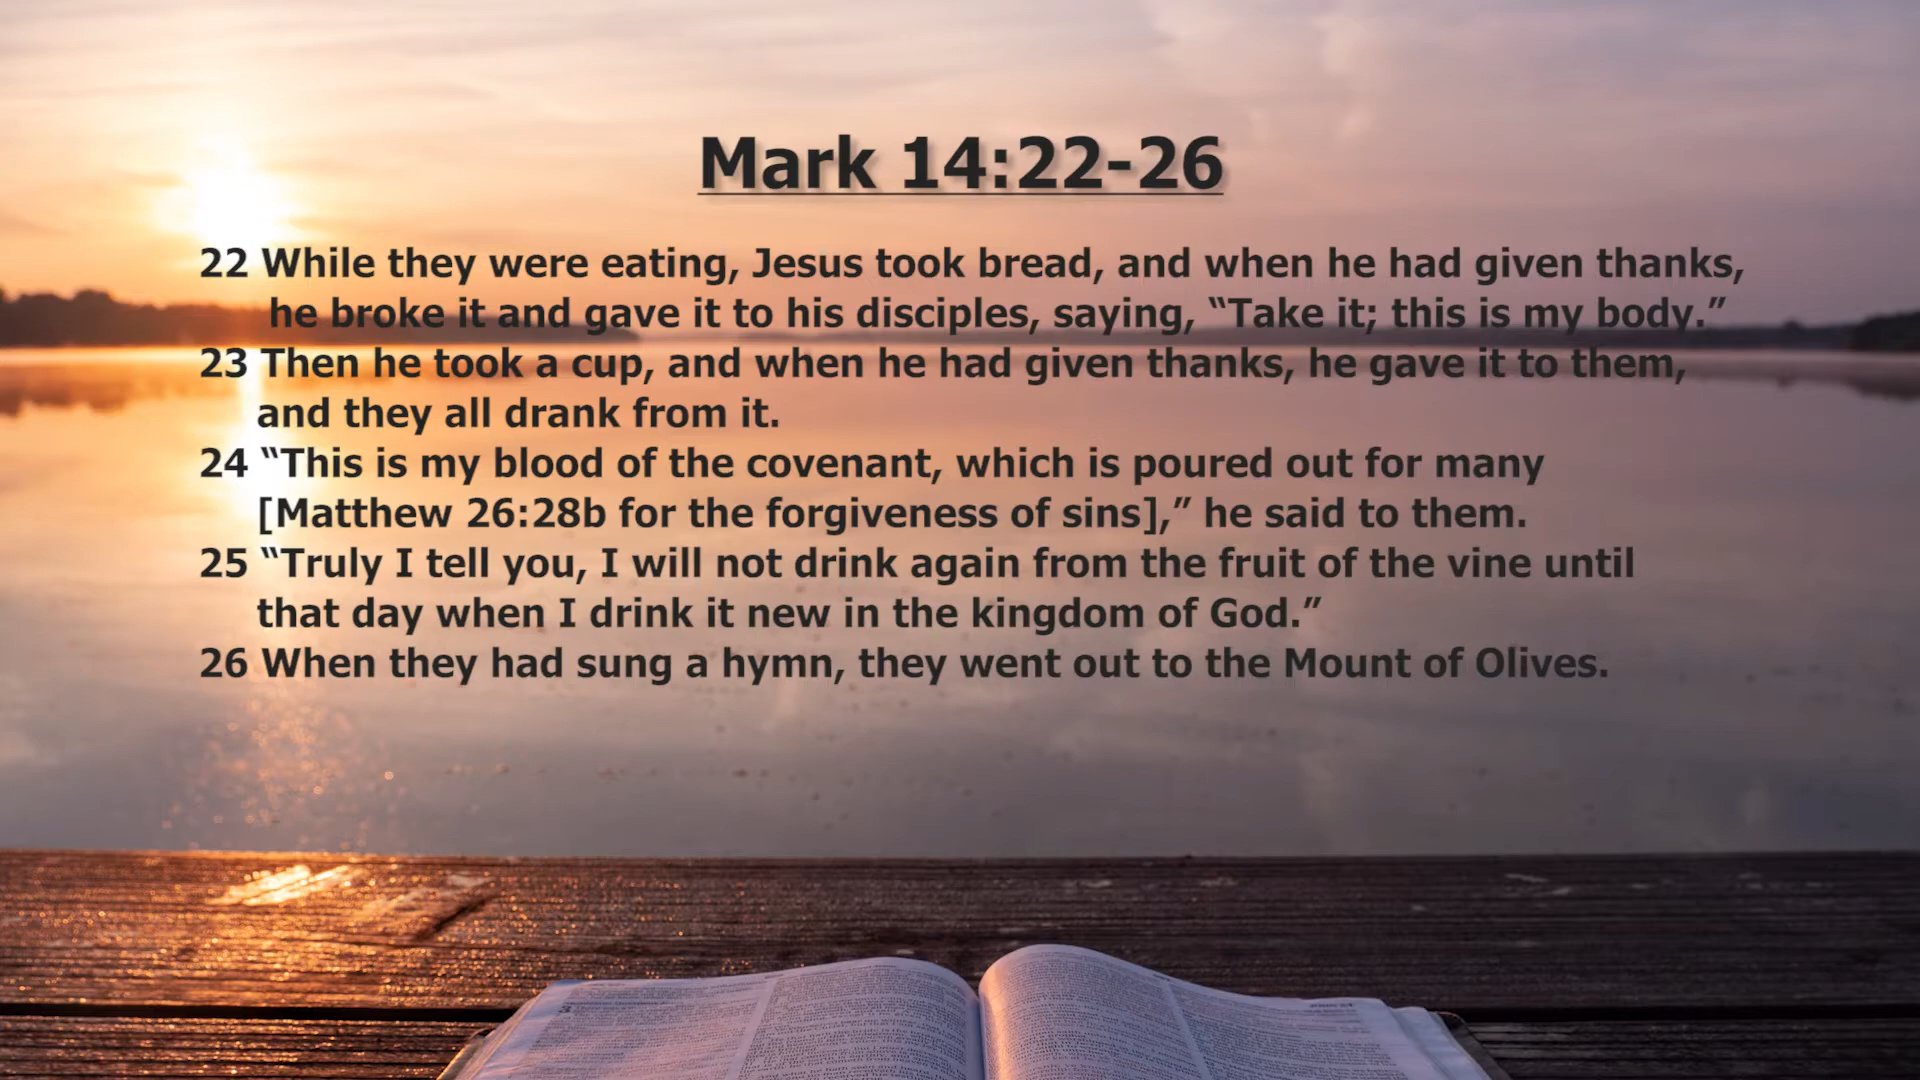 Mark 14:22-26
22 While they were eating, Jesus took bread, and when he had given thanks,
he broke it and gave it to his disciples, saying, “Take it; this is my body.”
23 Then he took a cup, and when he had given thanks, he gave it to them,
and they all drank from it.
24 “This is my blood of the covenant, which is poured out for many
[Matthew 26:28b for the forgiveness of sins],” he said to them.
25 “Truly I tell you, I will not drink again from the fruit of the vine until
that day when I drink it new in the kingdom of God.”
26 When they had sung a hymn, they went out to the Mount of Olives.